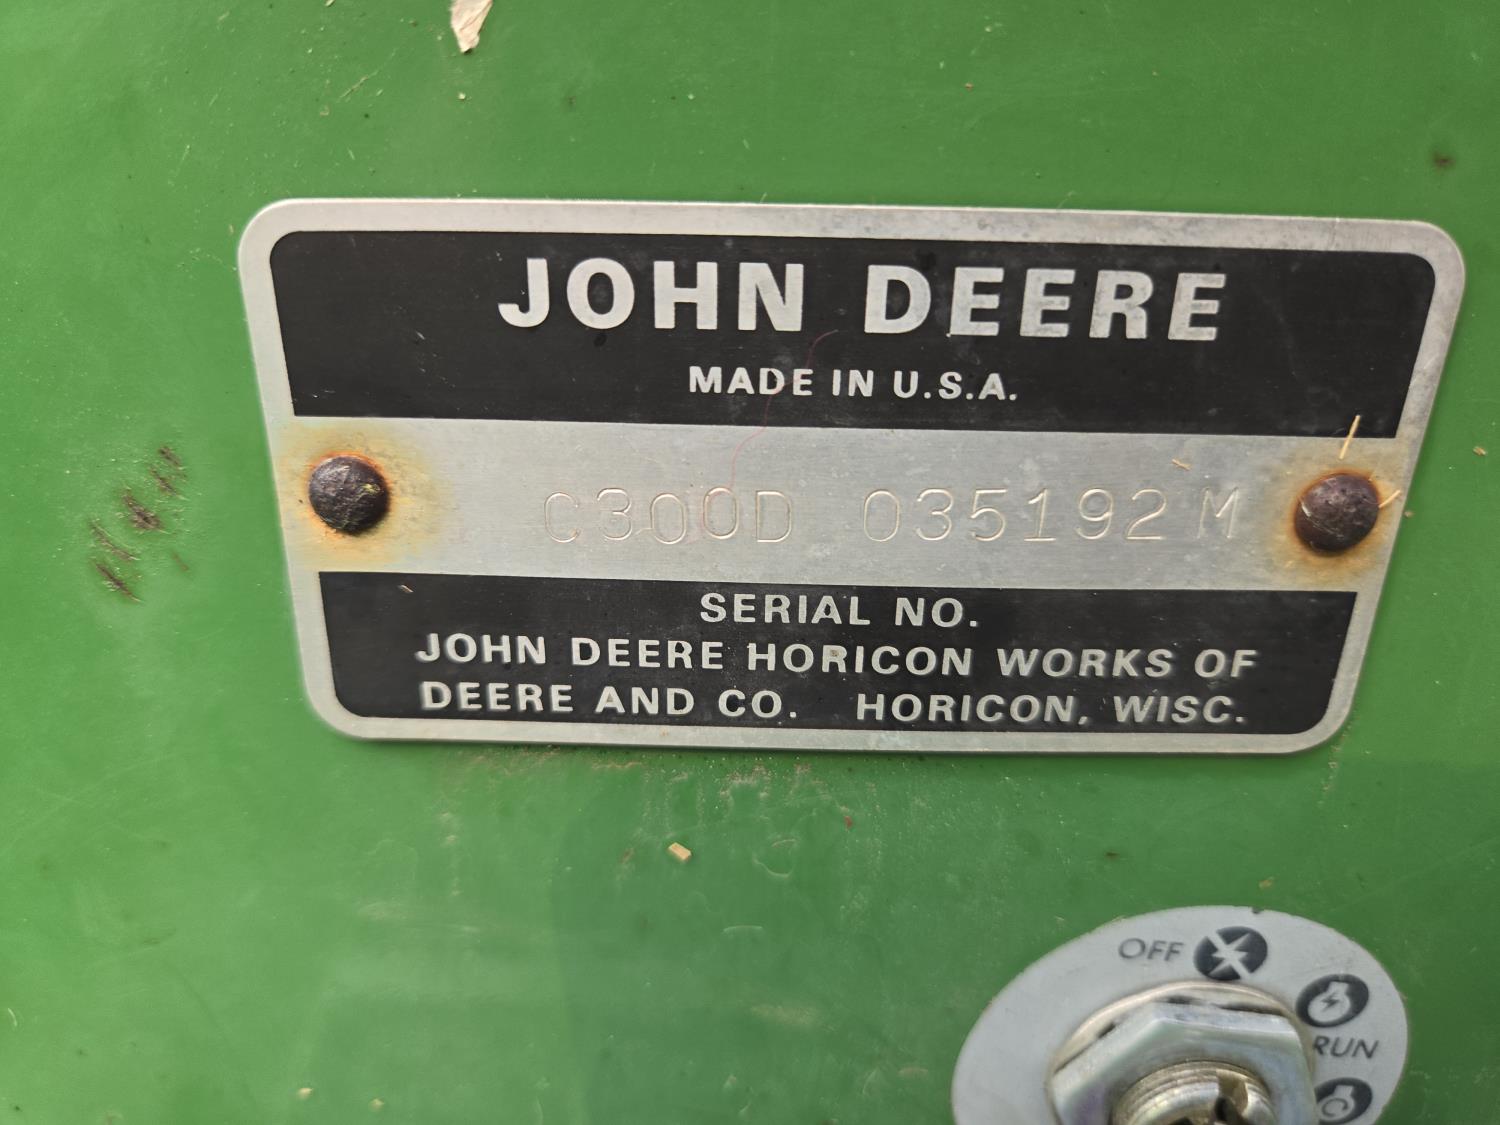 JOHN DEERE
MADE IN U.S.A.
C300D 035192M
SERIAL NO.
JOHN DEERE HORICON WORKS OF
DEERE AND CO. HORICON, WISC.
OFF
RUN